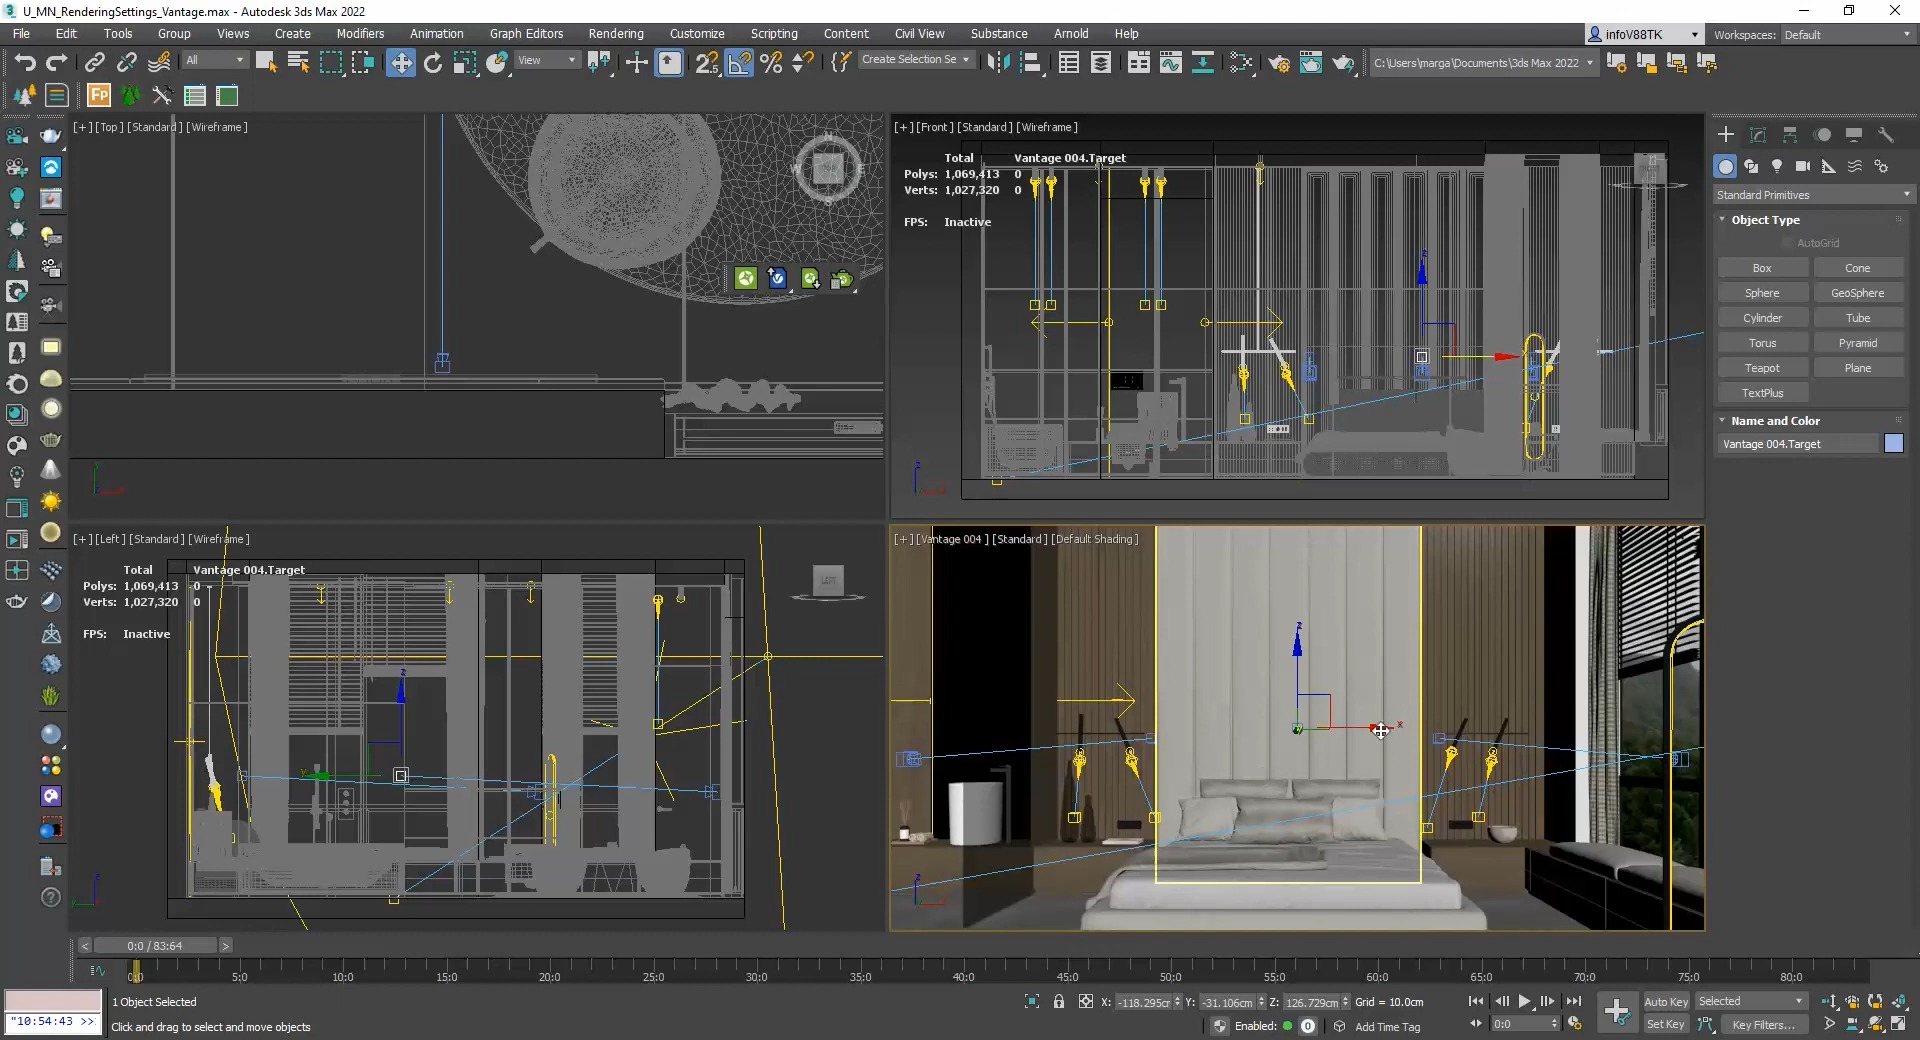 U_MN_RenderingSettings_Vantage.max - Autodesk 3ds Max 2022
File Edit Tools Group Views Create Modifiers Animation Graph Editors Rendering Customize Scripting Content Civil View Substance Arnold Help
infoV88TK Workspaces: Default
All View Create Selection Se C:\Users\marga\Documents\3ds Max 2022
Fp
[+] [Top] [Standard] [Wireframe]
N
W E
S
[+] [Front] [Standard] [Wireframe]
Total Vantage 004.Target
Polys: 1,069,413 0
Verts: 1,027,320 0
FPS: Inactive
z
z
[+] [Left] [Standard] [Wireframe]
Total Vantage 004.Target
Polys: 1,069,413 0
Verts: 1,027,320 0
FPS: Inactive
LEFT
z
y
[+] [Vantage 004 ] [Standard] [Default Shading]
z
x
z
Standard Primitives
Object Type
AutoGrid
Box Cone
Sphere GeoSphere
Cylinder Tube
Torus Pyramid
Teapot Plane
TextPlus
Name and Color
Vantage 004.Target
< 0:0 / 83:64 >
0:0 5:0 10:0 15:0 20:0 25:0 30:0 35:0 40:0 45:0 50:0 55:0 60:0 65:0 70:0 75:0 80:0
1 Object Selected
X: -118.295cm Y: -31.106cm Z: 126.729cm Grid = 10.0cm
Auto Key Selected
"10:54:43 >>
Click and drag to select and move objects
Enabled: 0 Add Time Tag
0:0
Set Key Key Filters...